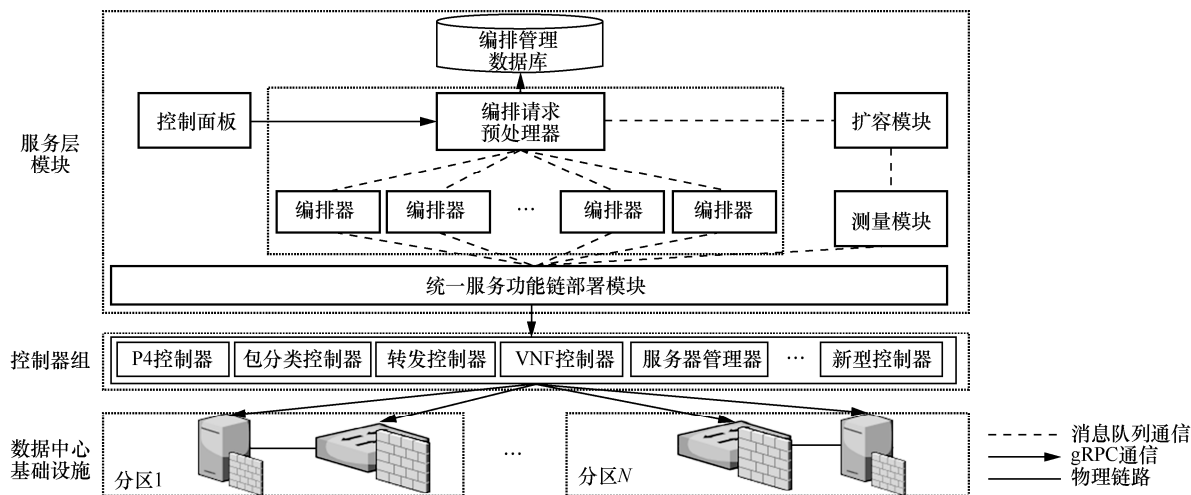 编排管理
数据库
控制面板
编排请求
预处理器
扩容模块
服务层
模块
编排器
编排器
...
编排器
编排器
测量模块
统一服务功能链部署模块
控制器组
P4控制器
包分类控制器
转发控制器
VNF控制器
服务器管理器
...
新型控制器
数据中心
基础设施
分区1
...
分区N
消息队列通信
gRPC通信
物理链路